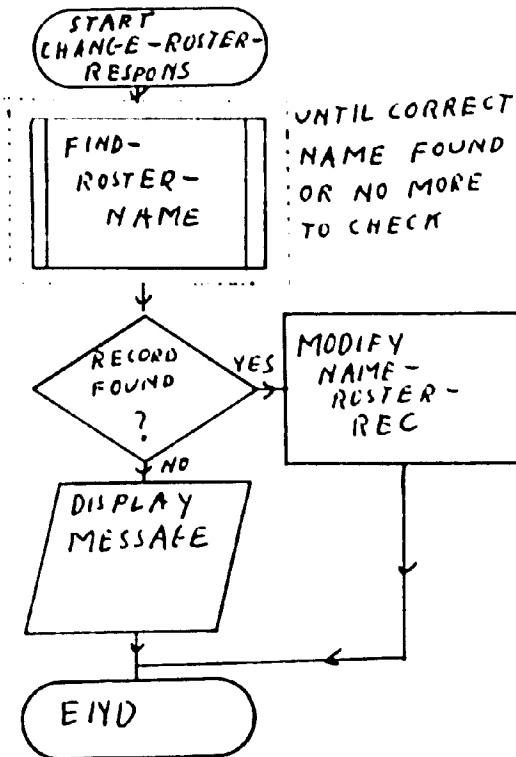 START
CHANGE-ROSTER-
RESPONS
FIND-
ROSTER-
NAME
UNTIL CORRECT
NAME FOUND
OR NO MORE
TO CHECK
RECORD
FOUND
?
YES
MODIFY
NAME-
ROSTER-
REC
NO
DISPLAY
MESSAGE
END